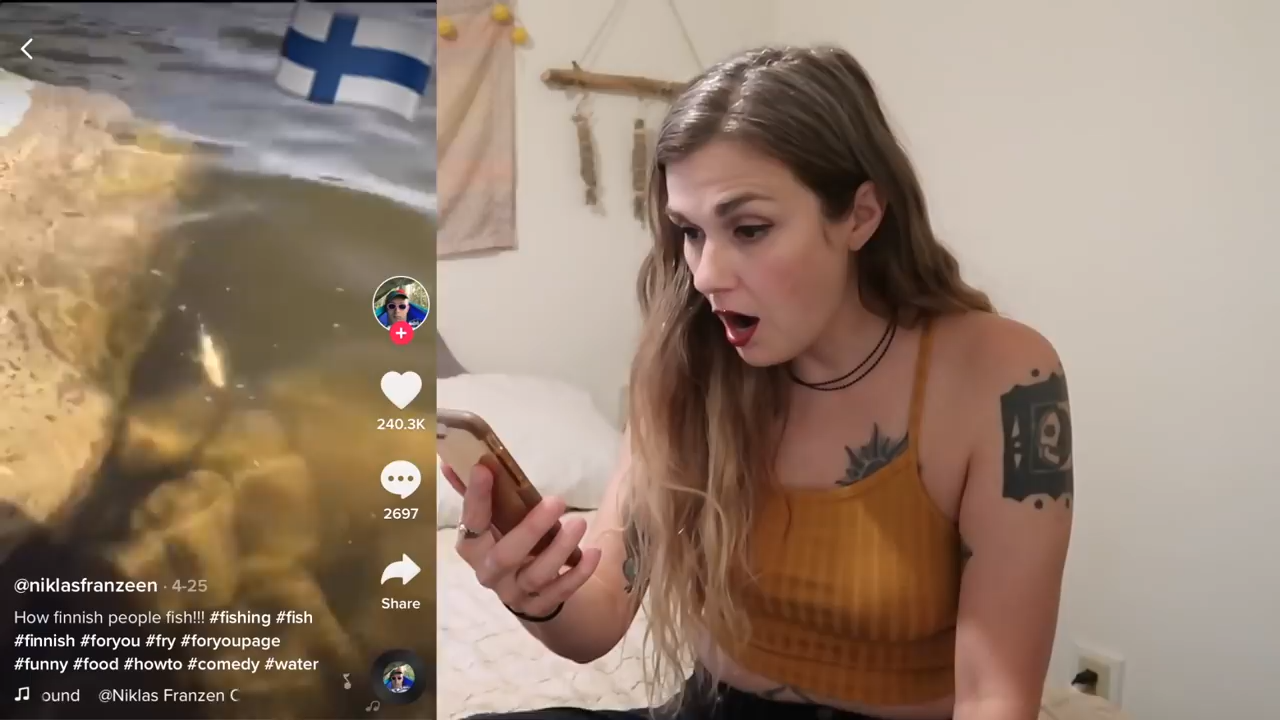 240.3K
2697
Share
@niklasfranzeen · 4-25
How finnish people fish!!! #fishing #fish
#finnish #foryou #fry #foryoupage
#funny #food #howto #comedy #water
ound @Niklas Franzen